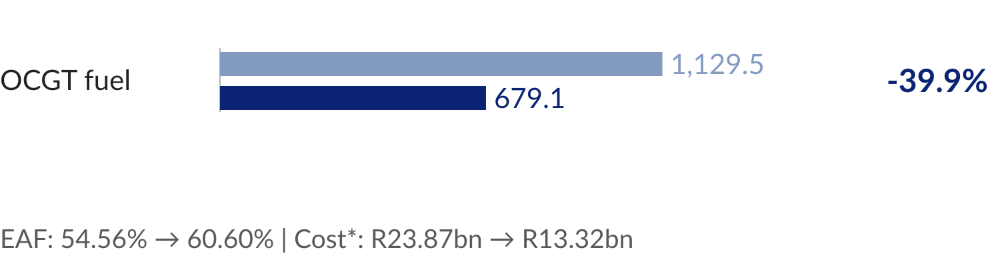 1,129.5
OCGT fuel
-39.9%
679.1
EAF: 54.56% → 60.60% | Cost*: R23.87bn → R13.32bn